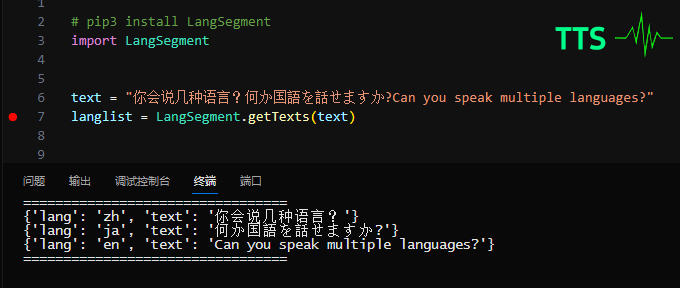 1
2 # pip3 install LangSegment
3 import LangSegment
TTS
4
5
6 text = "你会说几种语言？何か国語を話せますか?Can you speak multiple languages?"
7 langlist = LangSegment.getTexts(text)
8
9
问题 输出 调试控制台 终端 端口
=================================
{'lang': 'zh', 'text': '你会说几种语言？'}
{'lang': 'ja', 'text': '何か国語を話せますか?'}
{'lang': 'en', 'text': 'Can you speak multiple languages?'}
=================================